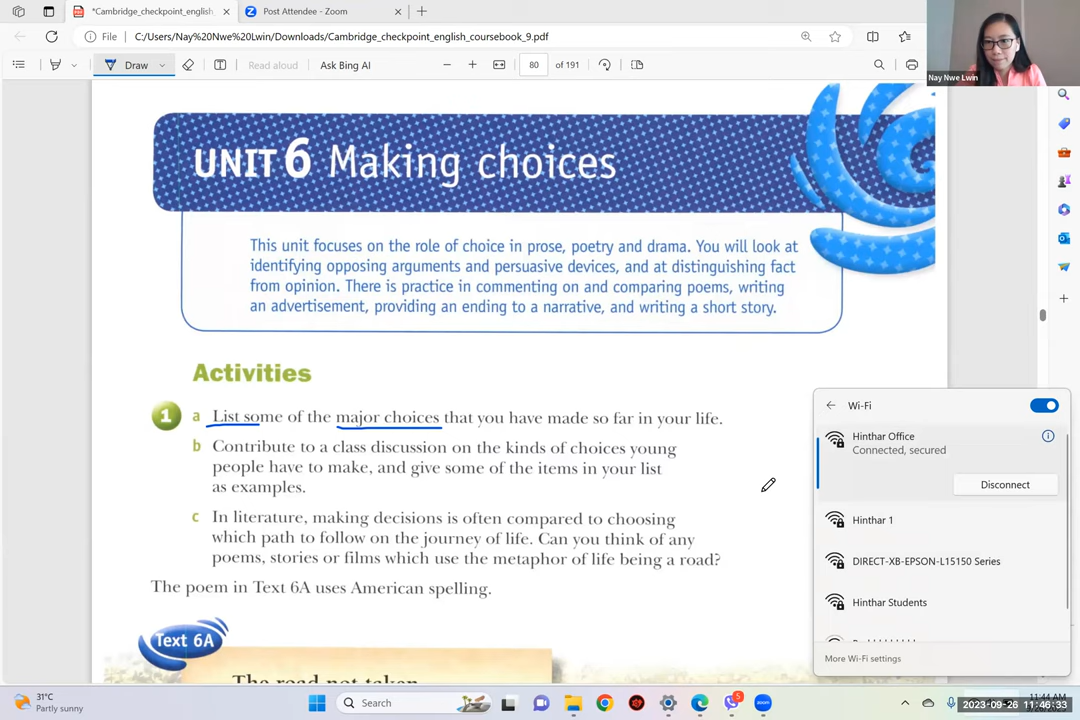 *Cambridge_checkpoint_english
Post Attendee - Zoom
File
C:/Users/Nay%20Nwe%20Lwin/Downloads/Cambridge_checkpoint_english_coursebook_9.pdf
Draw
Read aloud
Ask Bing AI
80
of 191
Nay Nwe Lwin
UNIT 6 Making choices
This unit focuses on the role of choice in prose, poetry and drama. You will look at
identifying opposing arguments and persuasive devices, and at distinguishing fact
from opinion. There is practice in commenting on and comparing poems, writing
an advertisement, providing an ending to a narrative, and writing a short story.
Activities
1 a List some of the major choices that you have made so far in your life.
b Contribute to a class discussion on the kinds of choices young
people have to make, and give some of the items in your list
as examples.
c In literature, making decisions is often compared to choosing
which path to follow on the journey of life. Can you think of any
poems, stories or films which use the metaphor of life being a road?
The poem in Text 6A uses American spelling.
Text 6A
The road not taken
Wi-Fi
Hinthar Office
Connected, secured
Disconnect
Hinthar 1
DIRECT-XB-EPSON-L15150 Series
Hinthar Students
More Wi-Fi settings
31°C
Partly sunny
Search
5
zoom
11:44 AM
2023-09-26 11:46:33